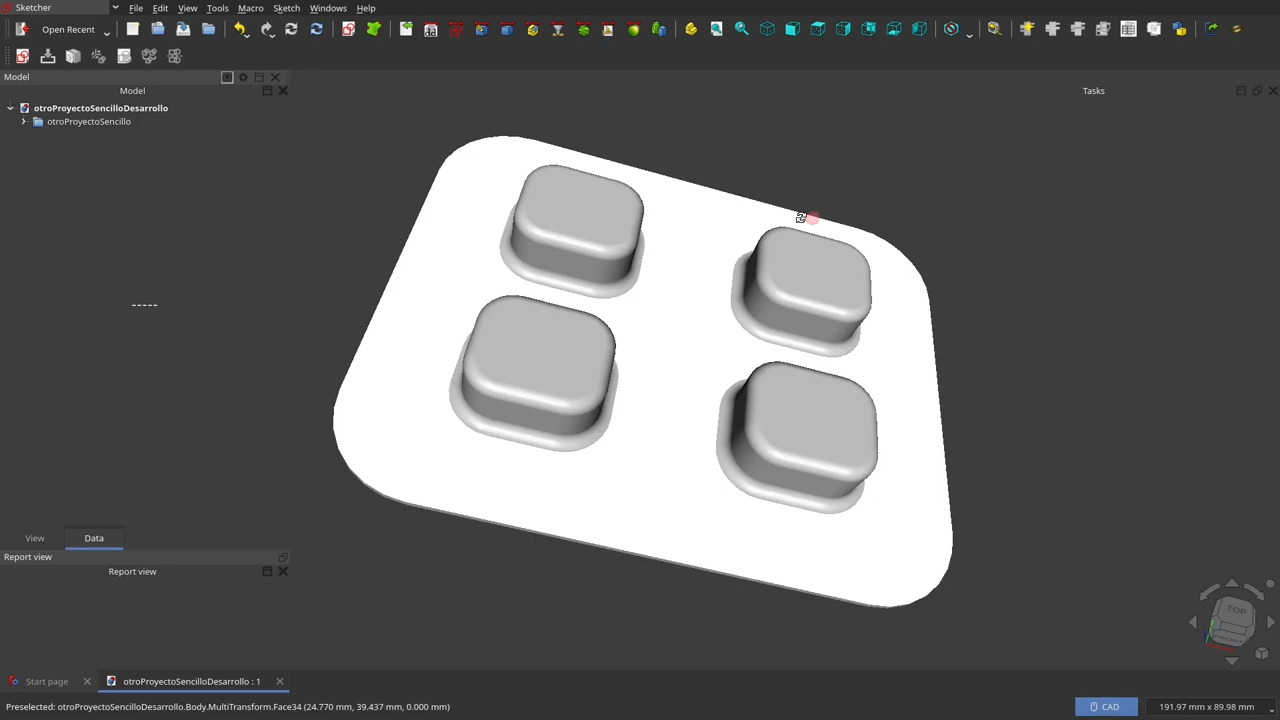 Sketcher File Edit View Tools Macro Sketch Windows Help
Open Recent
Model
Model Tasks
otroProyectoSencilloDesarrollo
otroProyectoSencillo
TOP
FRONT
View Data
Report view
Report view
Start page otroProyectoSencilloDesarrollo : 1
Preselected: otroProyectoSencilloDesarrollo.Body.MultiTransform.Face34 (24.770 mm, 39.437 mm, 0.000 mm) CAD 191.97 mm x 89.98 mm